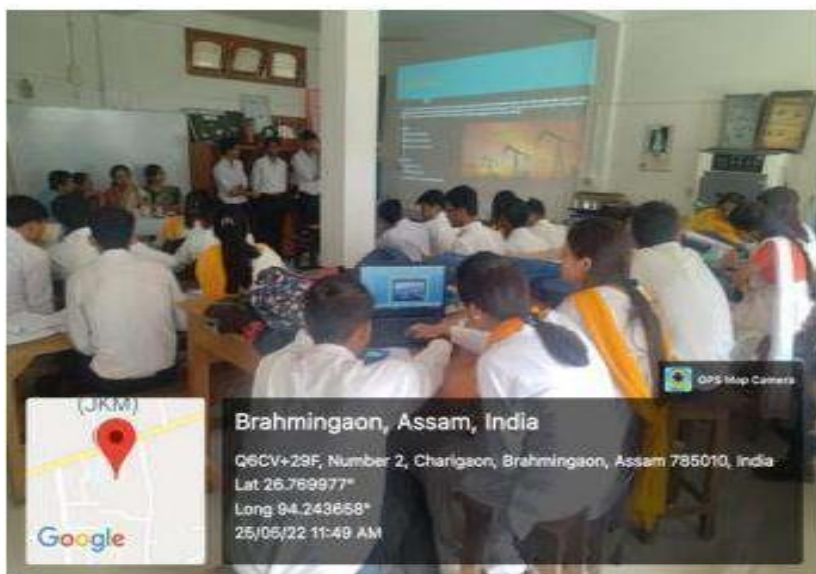 GPS Map Camera
(JKM)
Google
Brahmingaon, Assam, India
Q6CV+29F, Number 2, Charigaon, Brahmingaon, Assam 785010, India
Lat 26.769977°
Long 94.243658°
25/05/22 11:49 AM